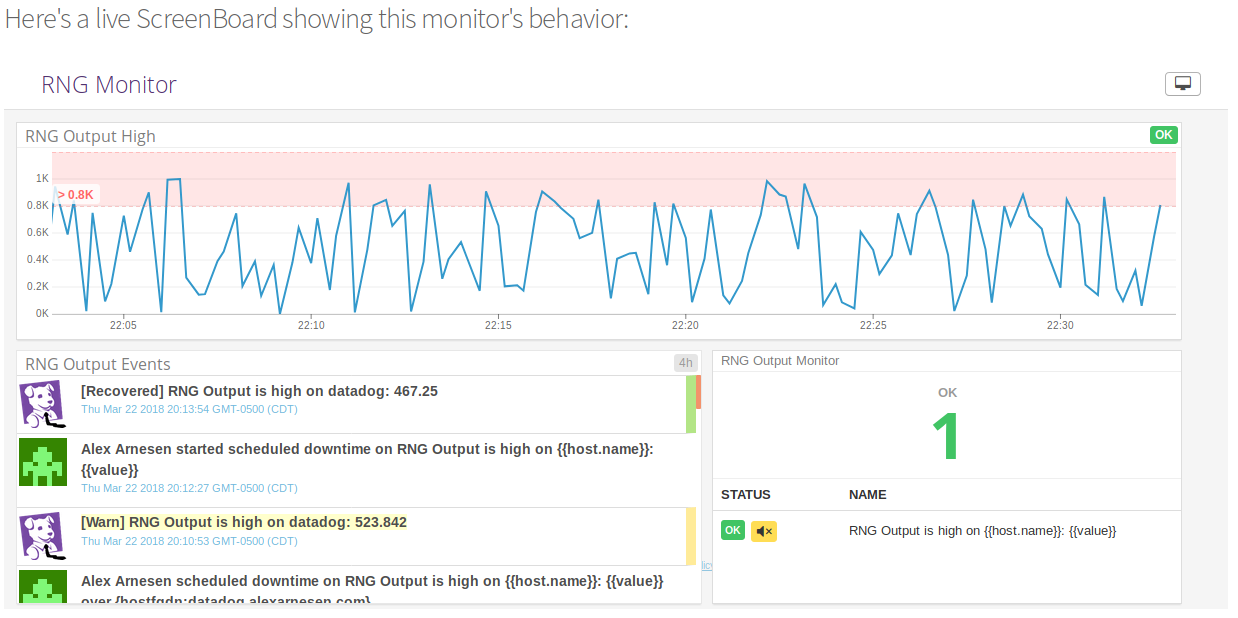 Here's a live ScreenBoard showing this monitor's behavior:
RNG Monitor
RNG Output High
OK
1K
> 0.8K
0.8K
0.6K
0.4K
0.2K
0K
22:05 22:10 22:15 22:20 22:25 22:30
RNG Output Events
4h
[Recovered] RNG Output is high on datadog: 467.25
Thu Mar 22 2018 20:13:54 GMT-0500 (CDT)
Alex Arnesen started scheduled downtime on RNG Output is high on {{host.name}}:
{{value}}
Thu Mar 22 2018 20:12:27 GMT-0500 (CDT)
[Warn] RNG Output is high on datadog: 523.842
Thu Mar 22 2018 20:10:53 GMT-0500 (CDT)
Alex Arnesen scheduled downtime on RNG Output is high on {{host.name}}: {{value}}
over {hostfqdn:datadog.alexarnesen.com}
RNG Output Monitor
OK
1
STATUS NAME
OK RNG Output is high on {{host.name}}: {{value}}